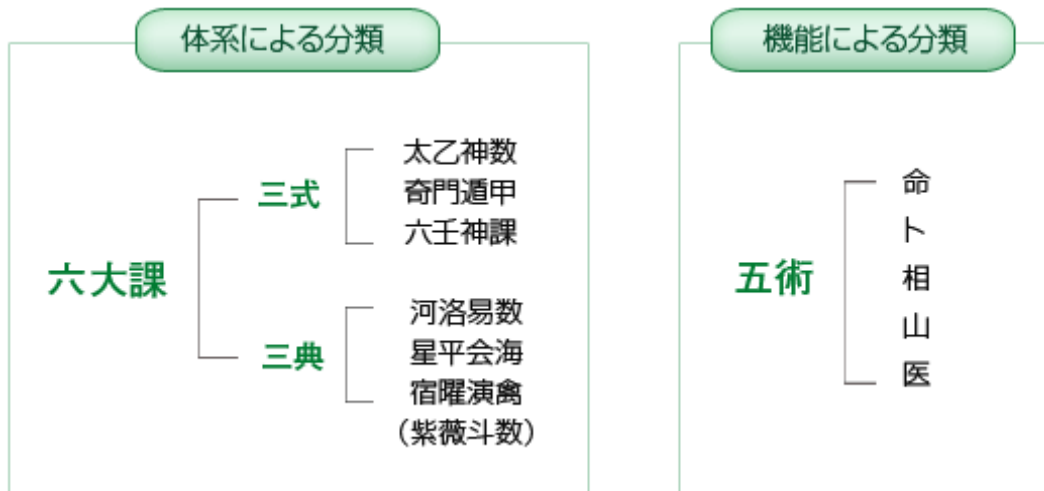 体系による分類
六大課
三式
太乙神数
奇門遁甲
六壬神課
三典
河洛易数
星平会海
宿曜演禽
(紫薇斗数)
機能による分類
五術
命
卜
相
山
医